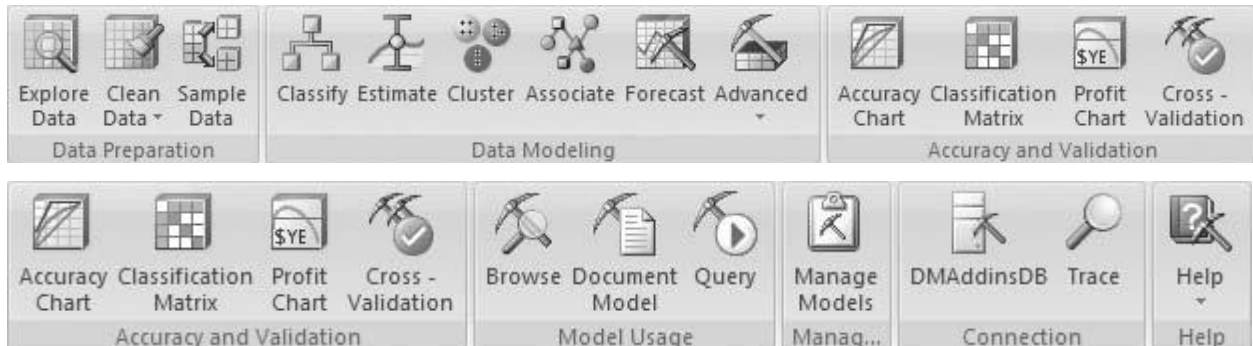 Explore Clean Sample Classify Estimate Cluster Associate Forecast Advanced Accuracy Classification Profit Cross -
Data Data Data Chart Matrix Chart Validation
Data Preparation Data Modeling Accuracy and Validation
$YE
Accuracy Classification Profit Cross - Browse Document Query Manage DMAddinsDB Trace Help
Chart Matrix Chart Validation Model Models
Accuracy and Validation Model Usage Manag... Connection Help
$YE
?